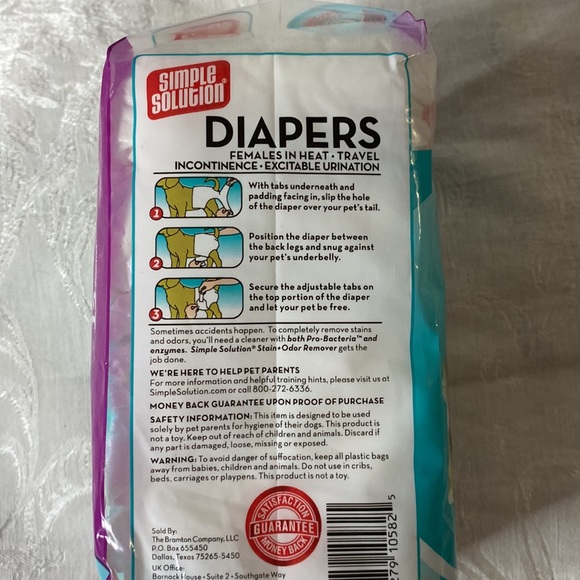 SIMPLE
SOLUTION®
DIAPERS
FEMALES IN HEAT • TRAVEL
INCONTINENCE • EXCITABLE URINATION
1
With tabs underneath and
padding facing in, slip the hole
of the diaper over your pet's tail.
2
Position the diaper between
the back legs and snug against
your pet's underbelly.
3
Secure the adjustable tabs on
the top portion of the diaper
and let your pet be free.
Sometimes accidents happen. To completely remove stains
and odors, you'll need a cleaner with both Pro-Bacteria™ and
enzymes. Simple Solution® Stain+Odor Remover gets the
job done.
WE'RE HERE TO HELP PET PARENTS
For more information and helpful training hints, please visit us at
SimpleSolution.com or call 800-272-6336.
MONEY BACK GUARANTEE UPON PROOF OF PURCHASE
SAFETY INFORMATION: This item is designed to be used
solely by pet parents for hygiene of their dogs. This product is
not a toy. Keep out of reach of children and animals. Discard if
any part is damaged, loose, missing or exposed.
WARNING: To avoid danger of suffocation, keep all plastic bags
away from babies, children and animals. Do not use in cribs,
beds, carriages or playpens. This product is not a toy.
Sold By:
The Bramton Company, LLC
P.O. Box 655450
Dallas, Texas 75265-5450
UK Office:
Barnack House • Suite 2 • Southgate Way
SATISFACTION
GUARANTEE
MONEY BACK
79 10582 5